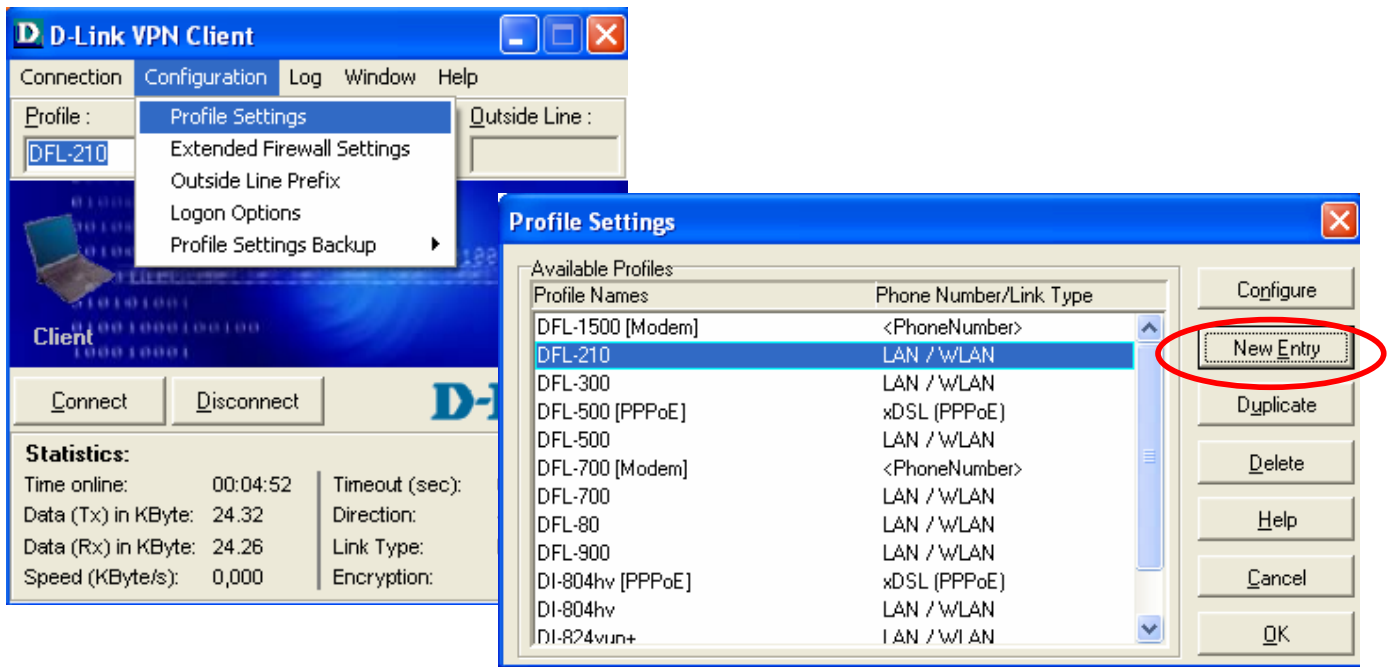 D-Link VPN Client
Connection Configuration Log Window Help
Profile : Outside Line :
DFL-210
Profile Settings
Extended Firewall Settings
Outside Line Prefix
Logon Options
Profile Settings Backup
Client
Connect Disconnect
Statistics:
Time online: 00:04:52 Timeout (sec):
Data (Tx) in KByte: 24.32 Direction:
Data (Rx) in KByte: 24.26 Link Type:
Speed (KByte/s): 0,000 Encryption:
Profile Settings
Available Profiles
Profile Names Phone Number/Link Type
DFL-1500 [Modem] <PhoneNumber>
DFL-210 LAN / WLAN
DFL-300 LAN / WLAN
DFL-500 [PPPoE] xDSL (PPPoE)
DFL-500 LAN / WLAN
DFL-700 [Modem] <PhoneNumber>
DFL-700 LAN / WLAN
DFL-80 LAN / WLAN
DFL-900 LAN / WLAN
DI-804hv [PPPoE] xDSL (PPPoE)
DI-804hv LAN / WLAN
DI-824vup+ LAN / WLAN
Configure
New Entry
Duplicate
Delete
Help
Cancel
OK